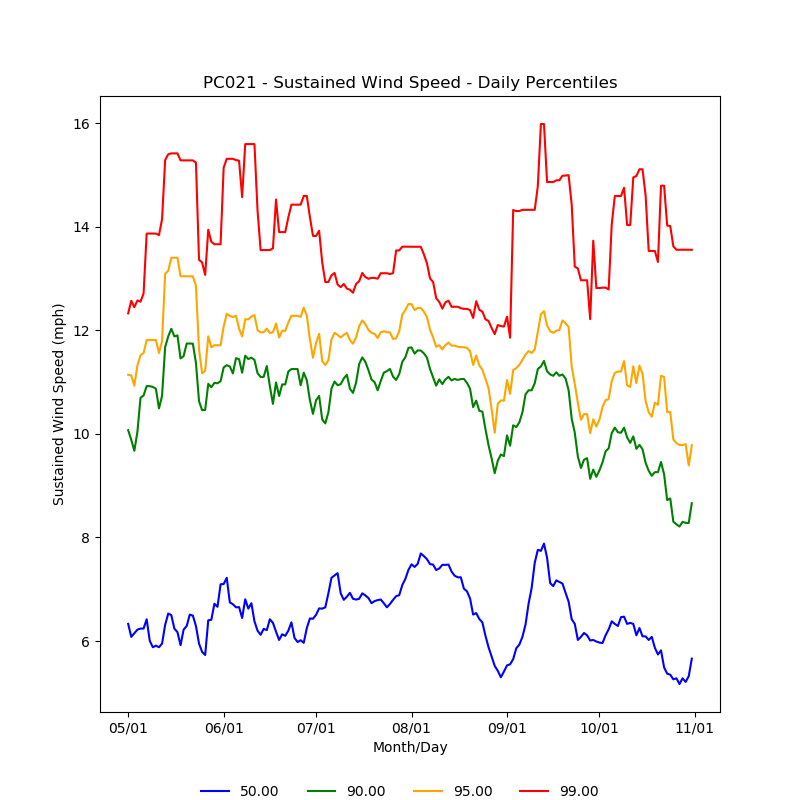 PC021 - Sustained Wind Speed - Daily Percentiles
16
14
12
10
8
6
Sustained Wind Speed (mph)
05/01 06/01 07/01 08/01 09/01 10/01 11/01
Month/Day
50.00 90.00 95.00 99.00